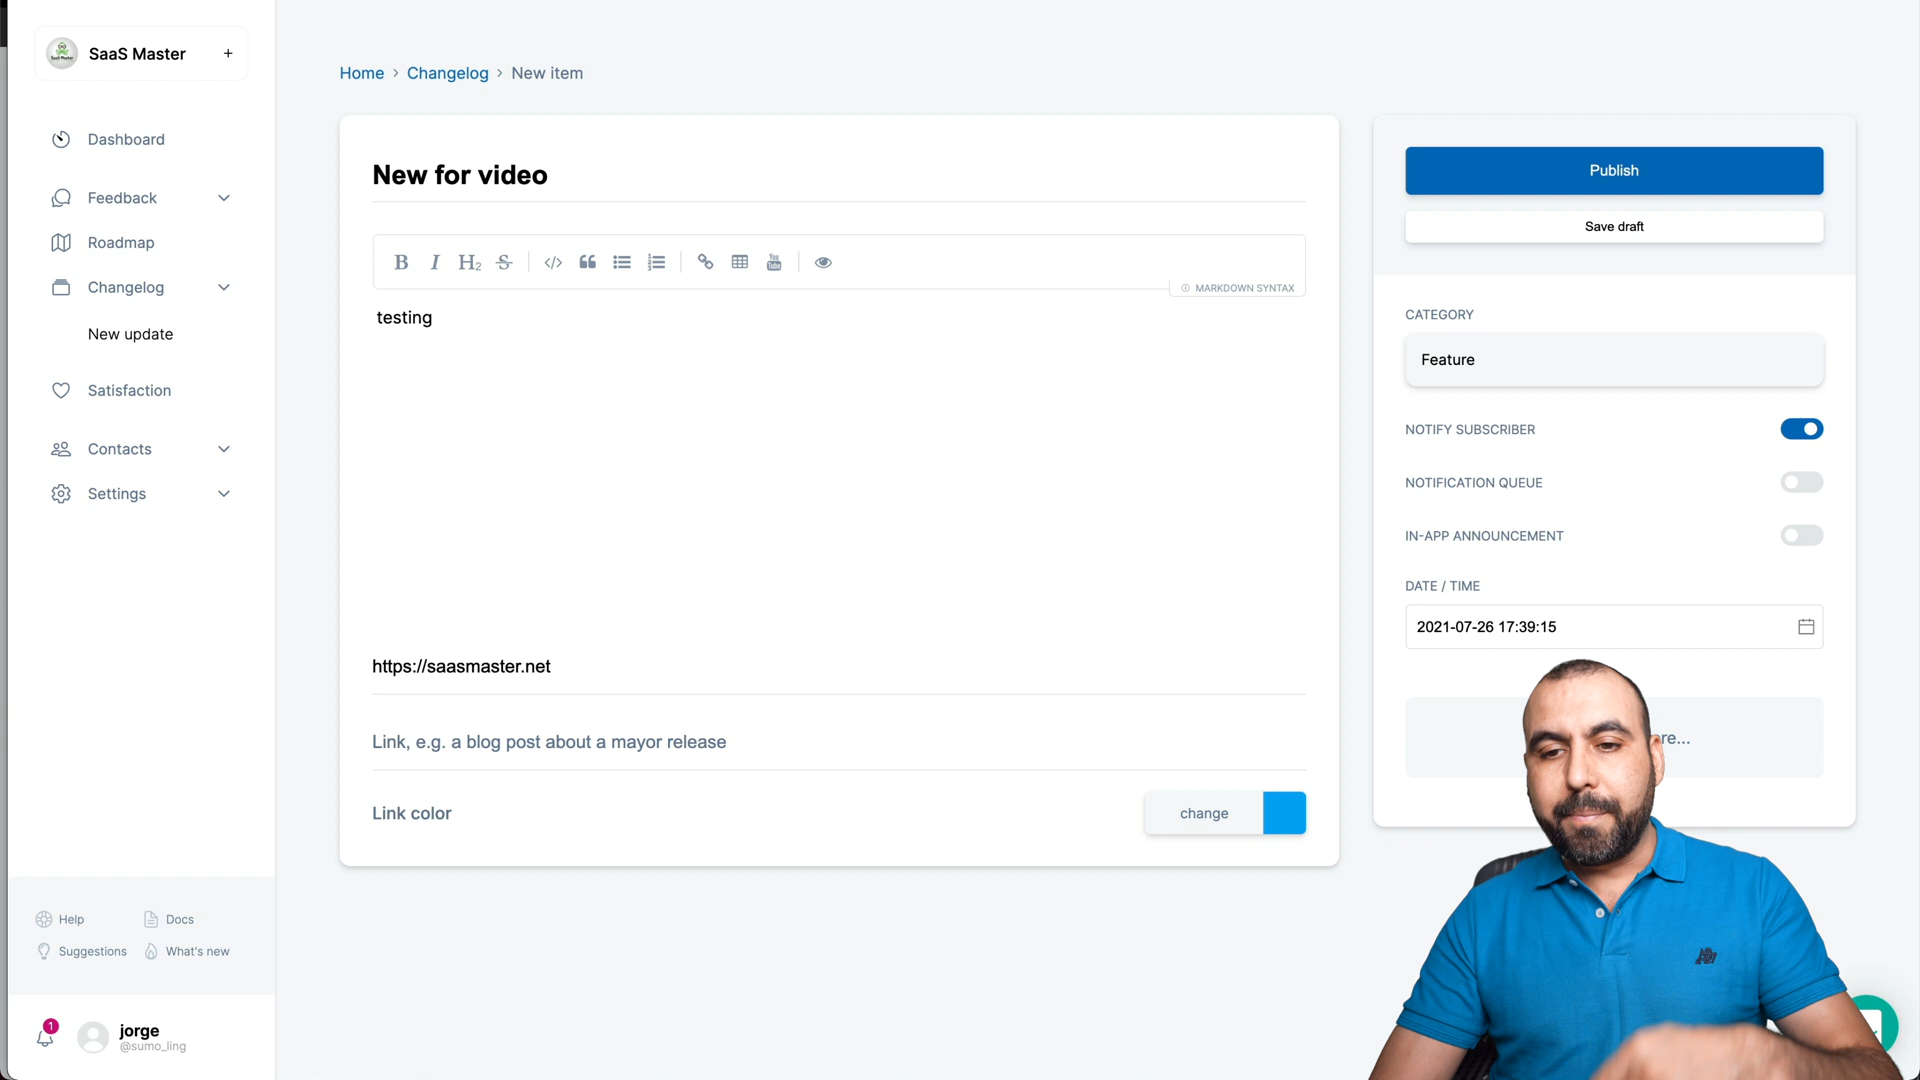 SaaS Master +
Dashboard
Feedback
Roadmap
Changelog
New update
Satisfaction
Contacts
Settings
Help
Docs
Suggestions
What's new
1
jorge
@sumo_ling
Home > Changelog > New item
New for video
B I H2 S
MARKDOWN SYNTAX
testing
https://saasmaster.net
Link, e.g. a blog post about a mayor release
Link color
change
Publish
Save draft
CATEGORY
Feature
NOTIFY SUBSCRIBER
NOTIFICATION QUEUE
IN-APP ANNOUNCEMENT
DATE / TIME
2021-07-26 17:39:15